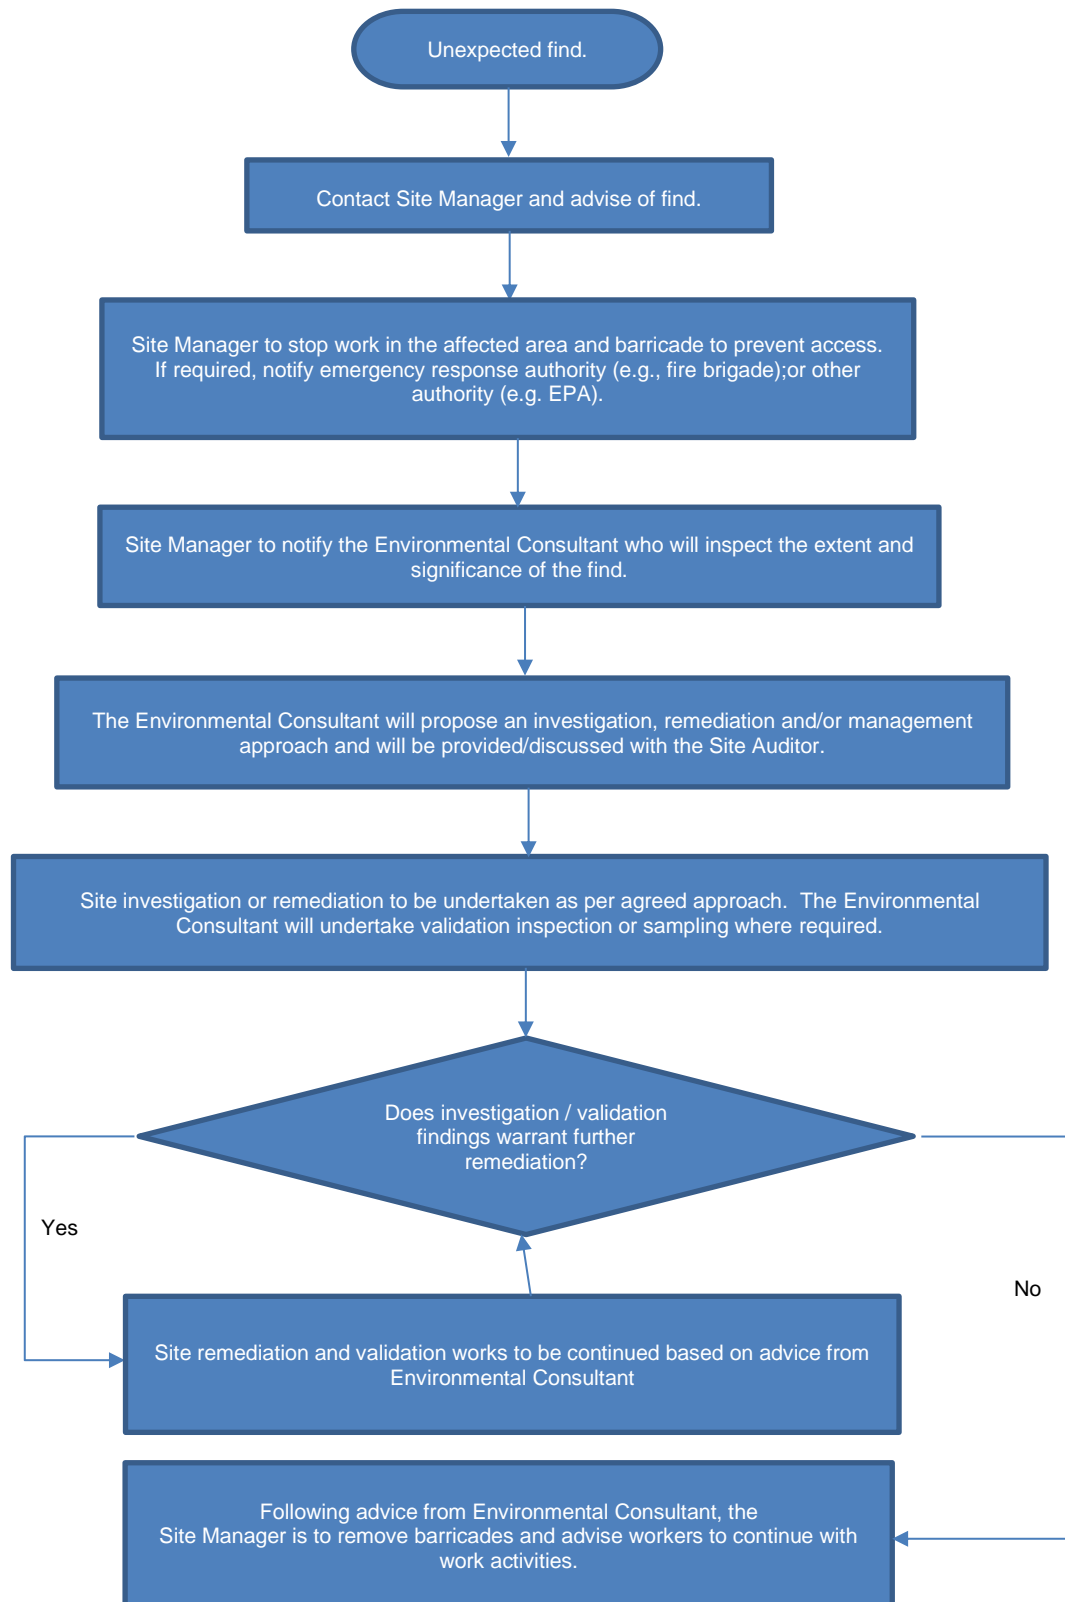 Unexpected find.
Contact Site Manager and advise of find.
Site Manager to stop work in the affected area and barricade to prevent access.
If required, notify emergency response authority (e.g., fire brigade);or other
authority (e.g. EPA).
Site Manager to notify the Environmental Consultant who will inspect the extent and
significance of the find.
The Environmental Consultant will propose an investigation, remediation and/or management
approach and will be provided/discussed with the Site Auditor.
Site investigation or remediation to be undertaken as per agreed approach.  The Environmental
Consultant will undertake validation inspection or sampling where required.
Does investigation / validation
findings warrant further
remediation?
Yes
No
Site remediation and validation works to be continued based on advice from
Environmental Consultant
Following advice from Environmental Consultant, the
Site Manager is to remove barricades and advise workers to continue with
work activities.